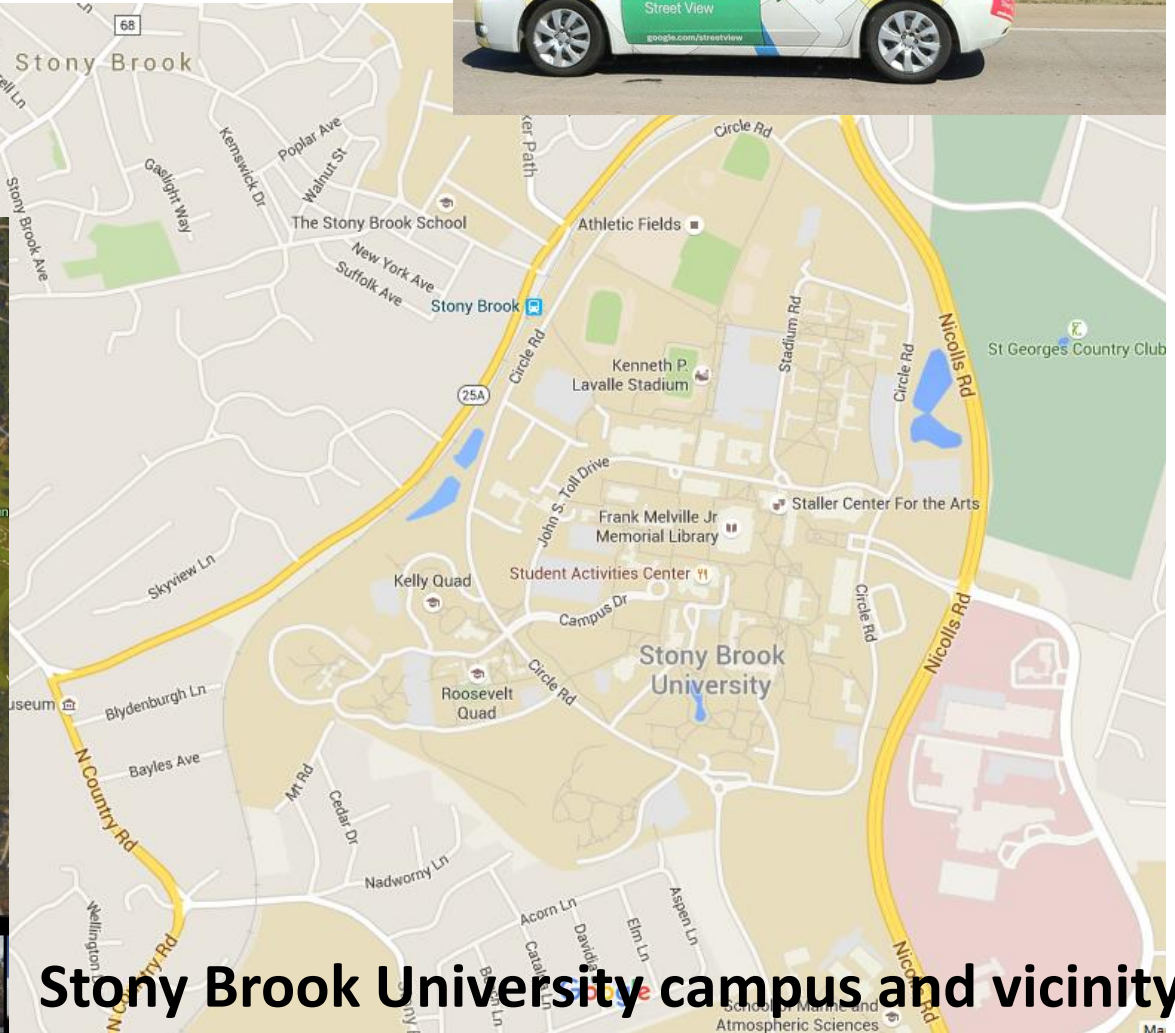 Street View
google.com/streetview
68
Stony Brook
Poplar Ave
Kernswick Dr
Walnut St
Gaslight Way
Circle Rd
Stony Brook Ave
The Stony Brook School
Athletic Fields
New York Ave
Suffolk Ave
Stony Brook
Circle Rd
Stadium Rd
Nicolls Rd
St Georges Country Club
Kenneth P.
Lavalle Stadium
Circle Rd
25A
John S. Toll Drive
Staller Center For the Arts
Frank Melville Jr
Memorial Library
Skyview Ln
Kelly Quad
Student Activities Center
Campus Dr
Circle Rd
Nicolls Rd
Stony Brook
University
Circle Rd
Roosevelt
Quad
Blydenburgh Ln
Bayles Ave
N Country Rd
Mt Rd
Cedar Dr
Nadworny Ln
Acorn Ln
Aspen Ln
Elm Ln
Stony Brook University campus and vicinity
Google
Atmospheric Sciences